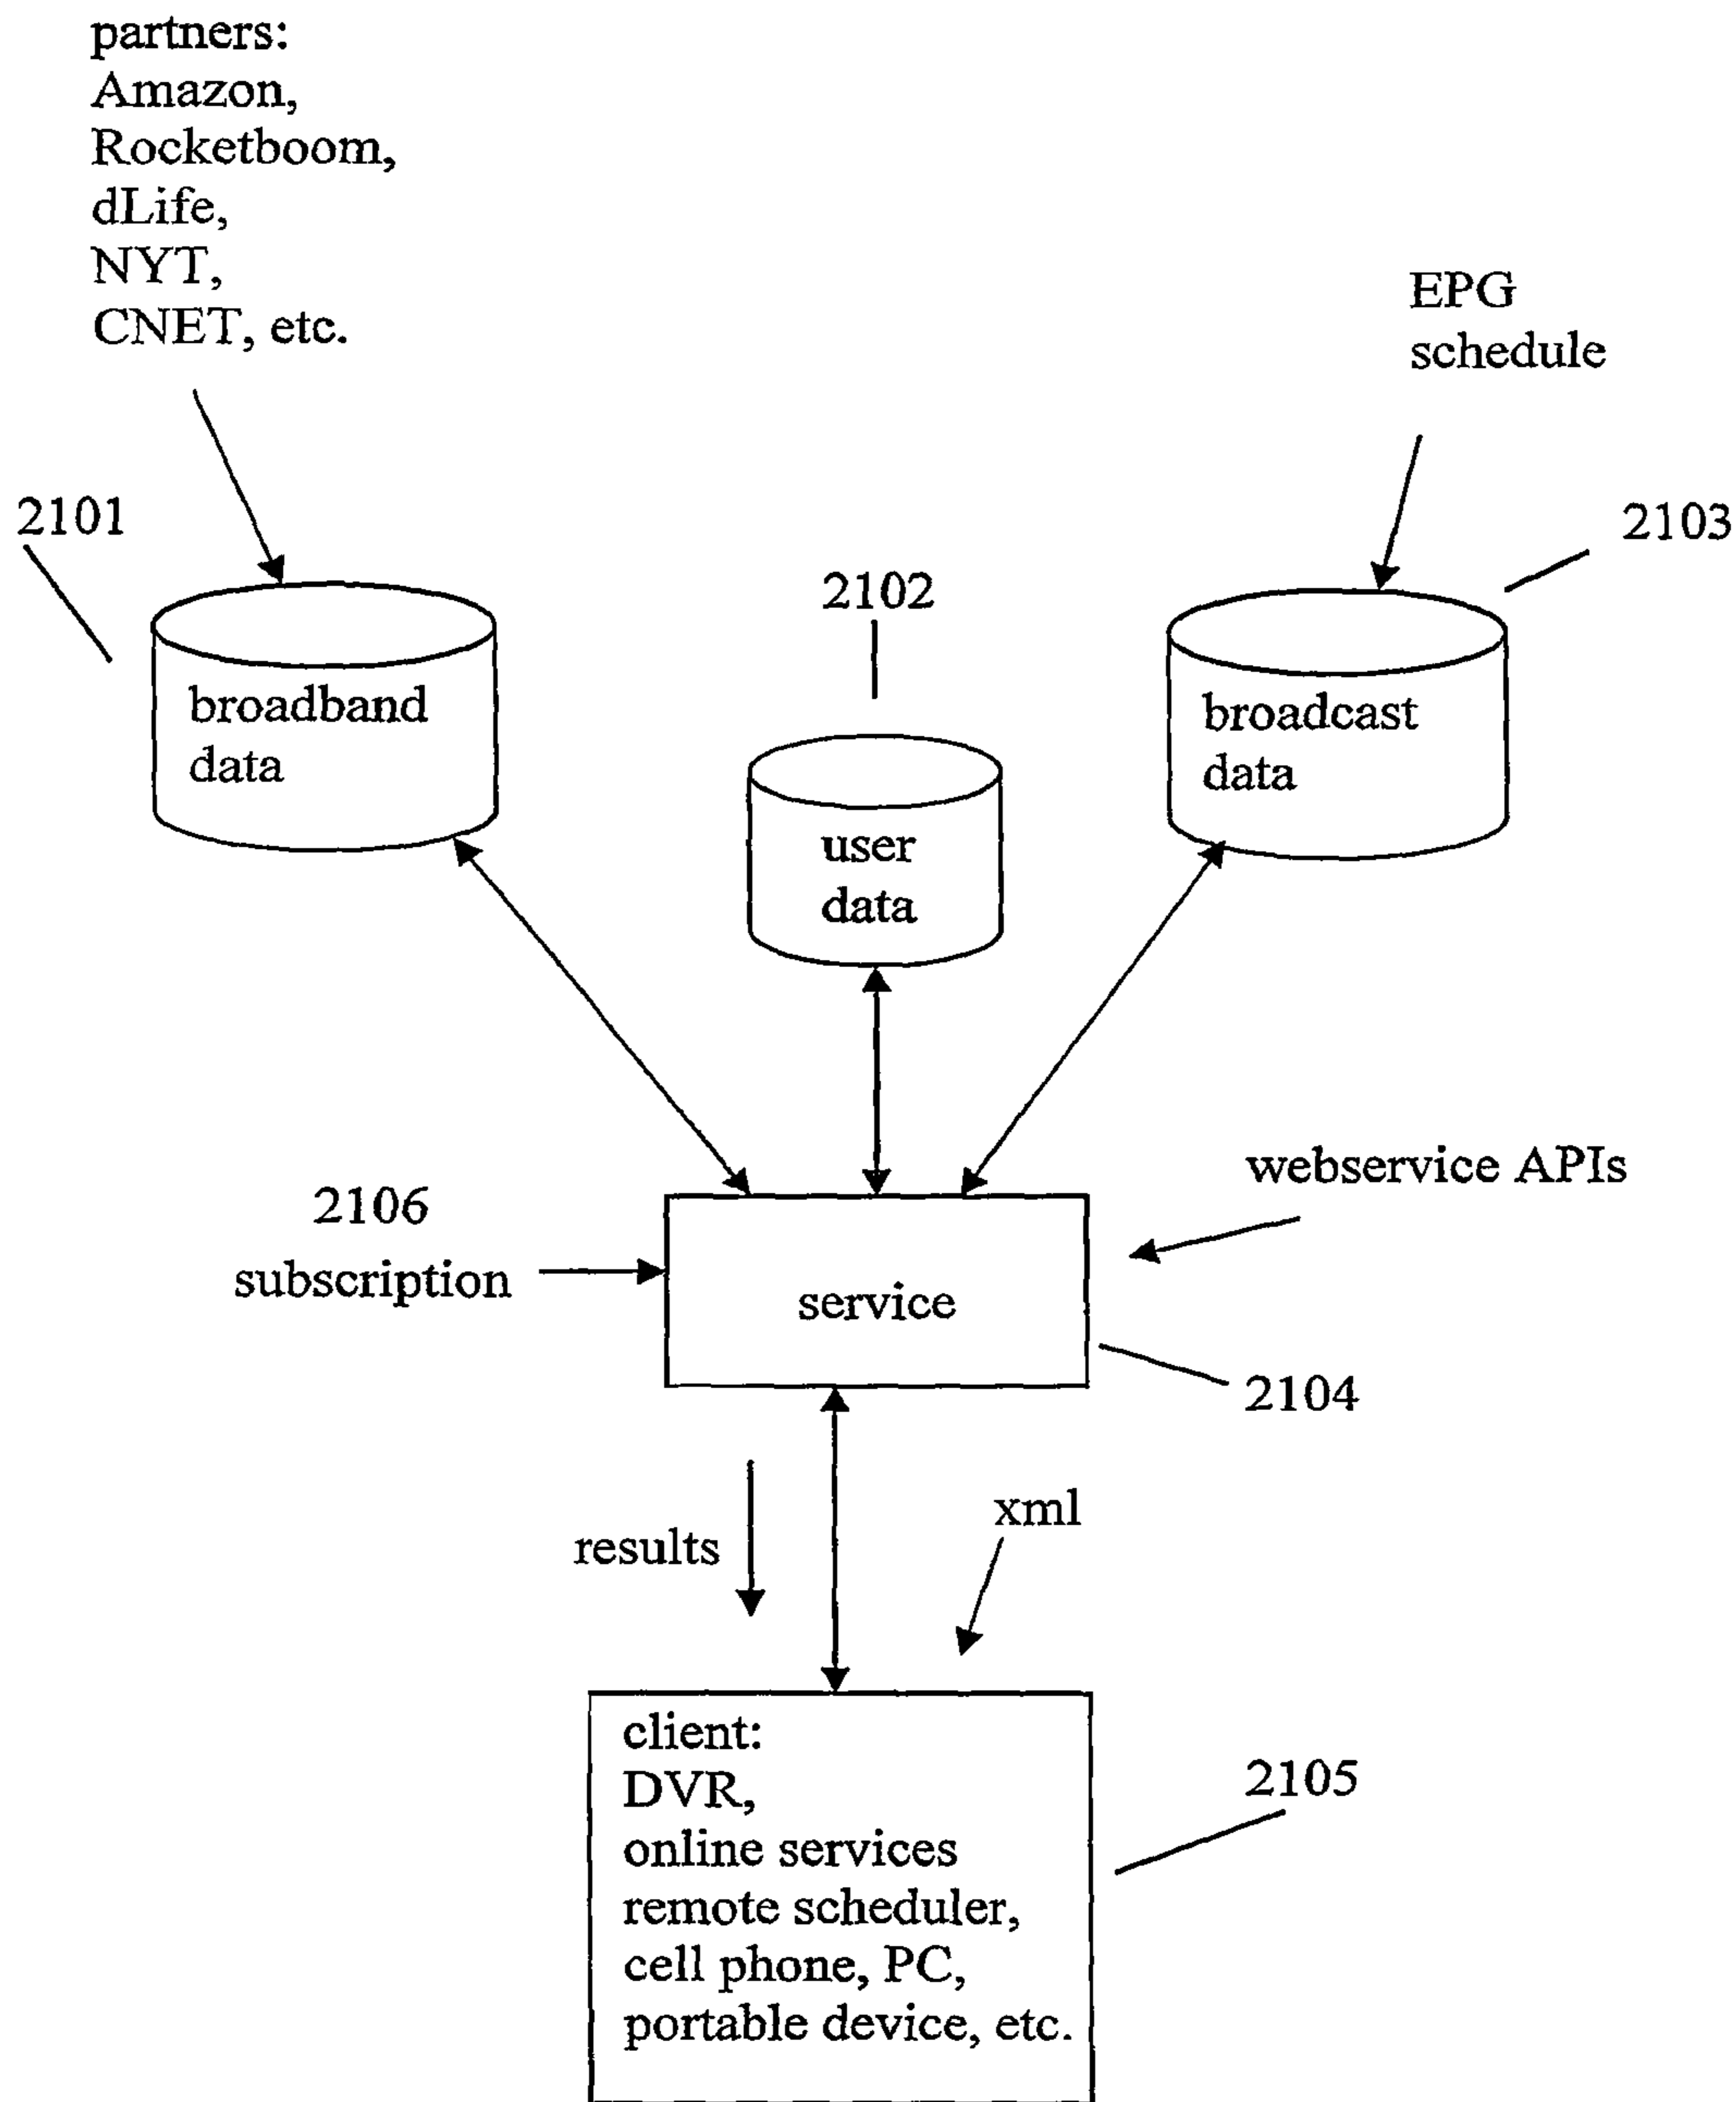 partners:
Amazon,
Rocketboom,
dLife,
NYT,
CNET, etc.
EPG
schedule
2101
2103
2102
broadband
data
broadcast
data
user
data
webservice APIs
2106
subscription
service
2104
xml
results
client:
DVR,
online services
remote scheduler,
cell phone, PC,
portable device, etc.
2105